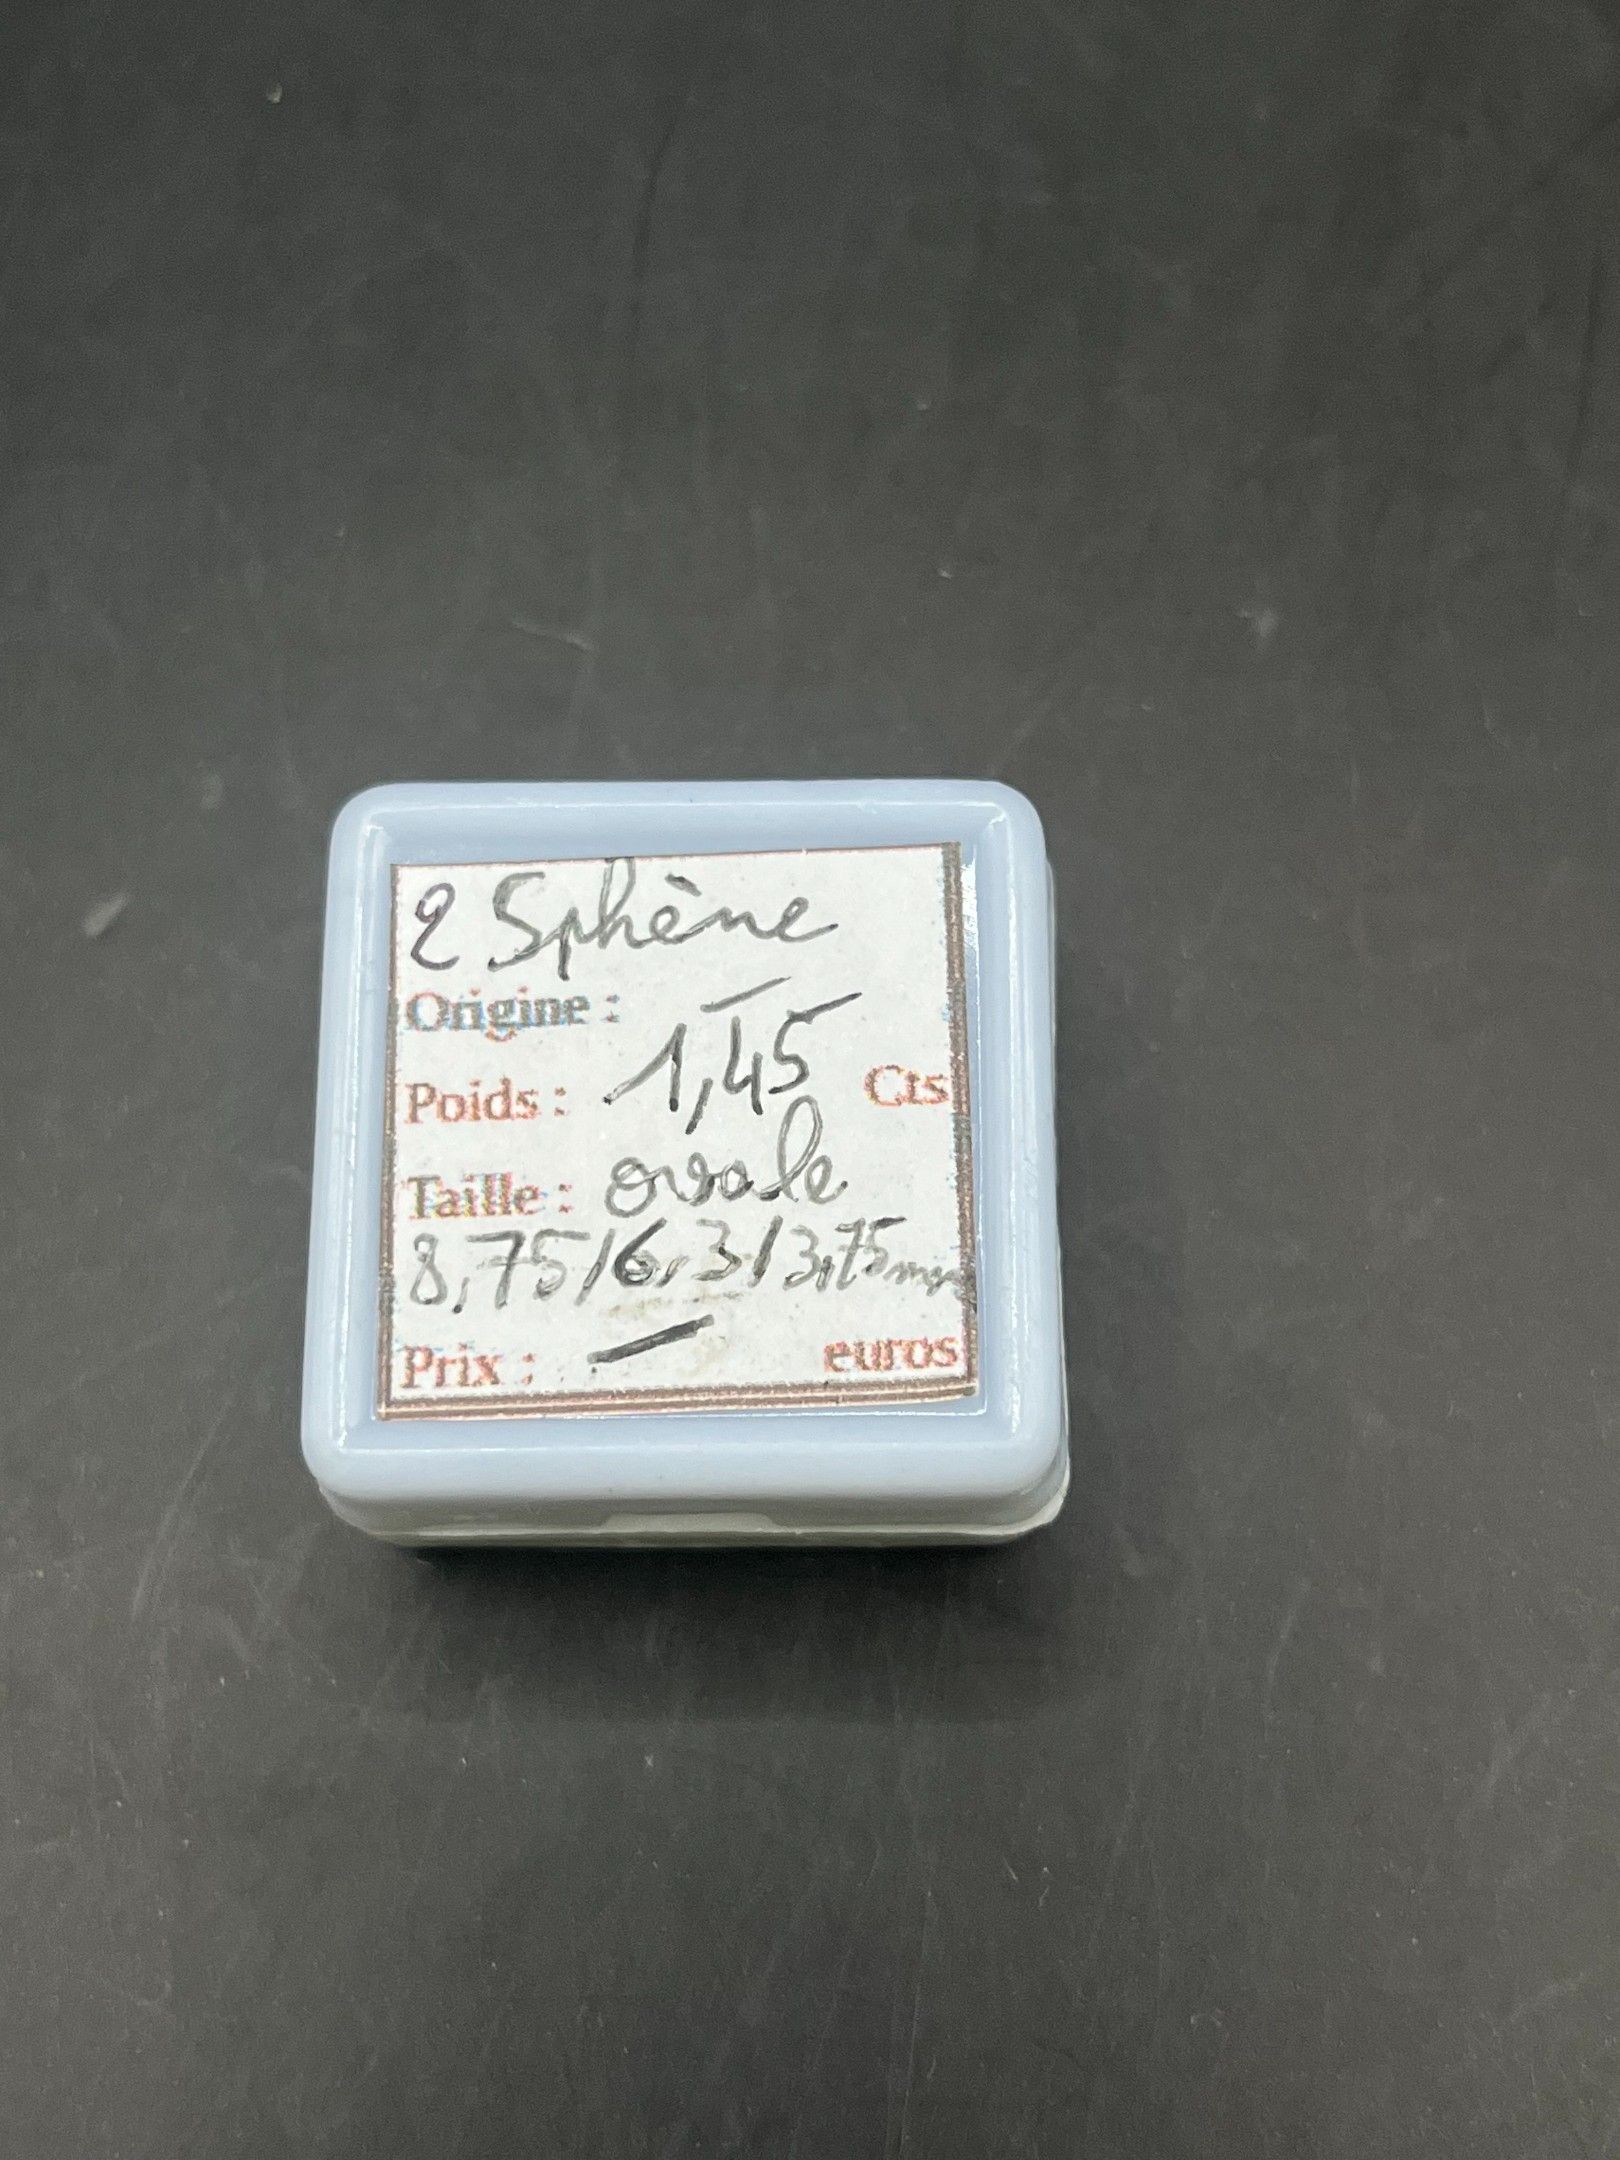 2 Sphène
Origine : —
Poids : 1,45 Cts
Taille : ovale
8,75/6,3/3,75mm
Prix : — euros